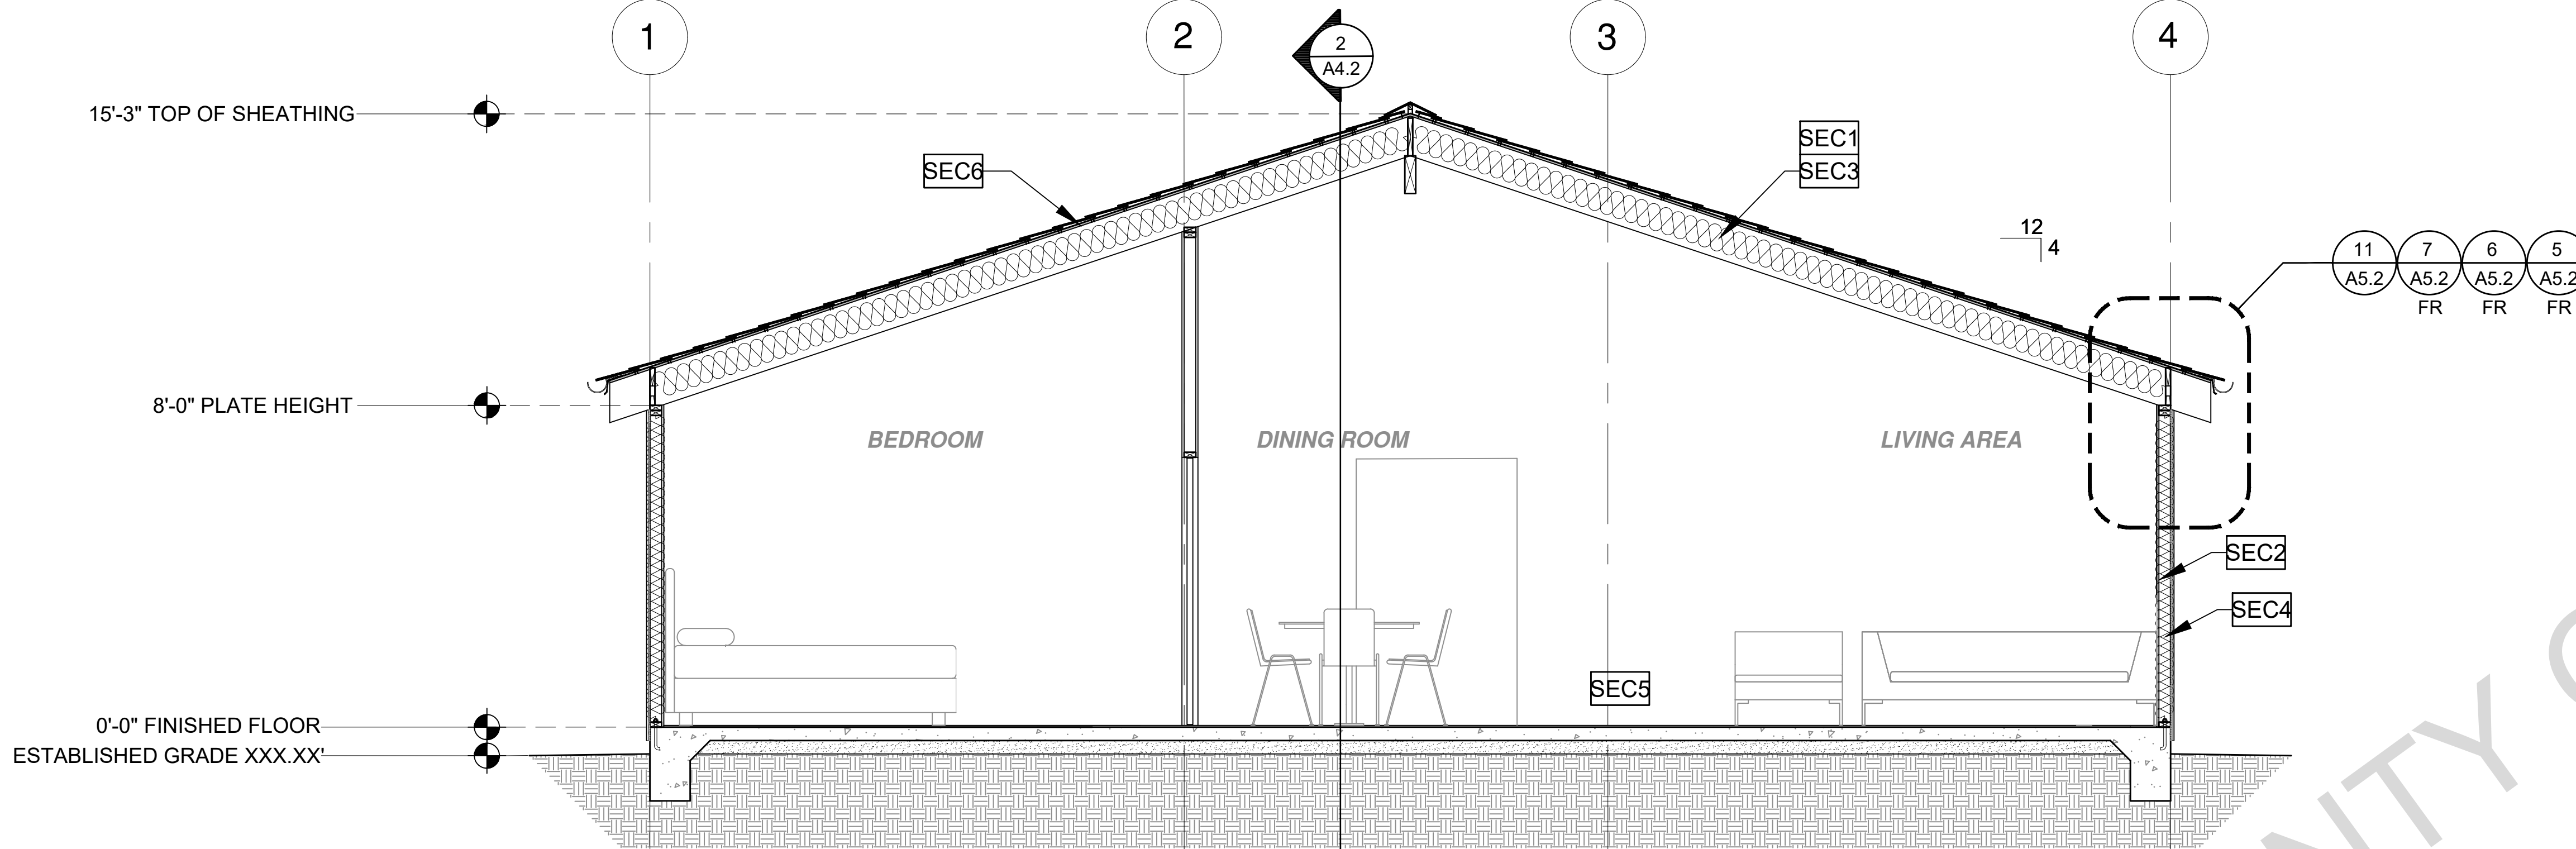 1
2
2
A4.2
3
4
15'-3" TOP OF SHEATHING
SEC1
SEC6
SEC3
12
4
11
7
6
5
A5.2
A5.2
A5.2
A5.2
FR
FR
FR
8'-0" PLATE HEIGHT
BEDROOM
DINING ROOM
LIVING AREA
SEC2
SEC4
SEC5
0'-0" FINISHED FLOOR
ESTABLISHED GRADE XXX.XX'